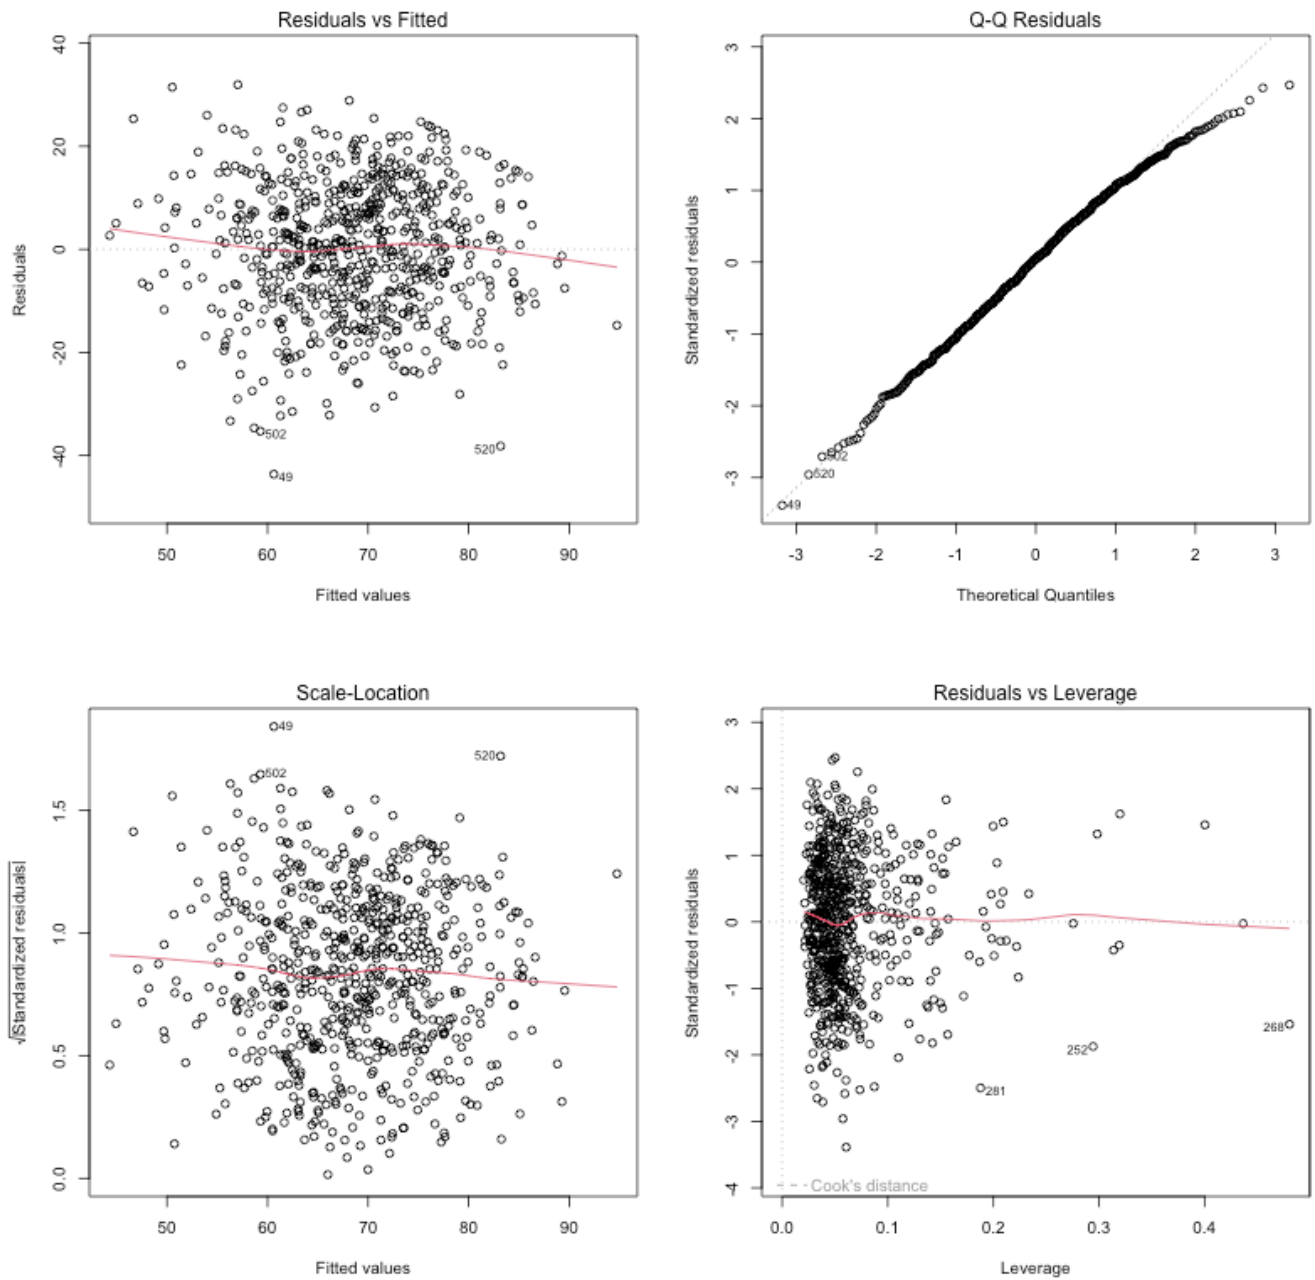 Residuals vs Fitted
40
20
0
-20
-40
Residuals
502
520
49
50 60 70 80 90
Fitted values
Q-Q Residuals
3
2
1
0
-1
-2
-3
Standardized residuals
502
520
49
-3 -2 -1 0 1 2 3
Theoretical Quantiles
Scale-Location
49
520
502
1.5
1.0
0.5
0.0
√|Standardized residuals|
50 60 70 80 90
Fitted values
Residuals vs Leverage
3
2
1
0
-1
-2
-3
-4
Standardized residuals
268
252
281
Cook's distance
0.0 0.1 0.2 0.3 0.4
Leverage